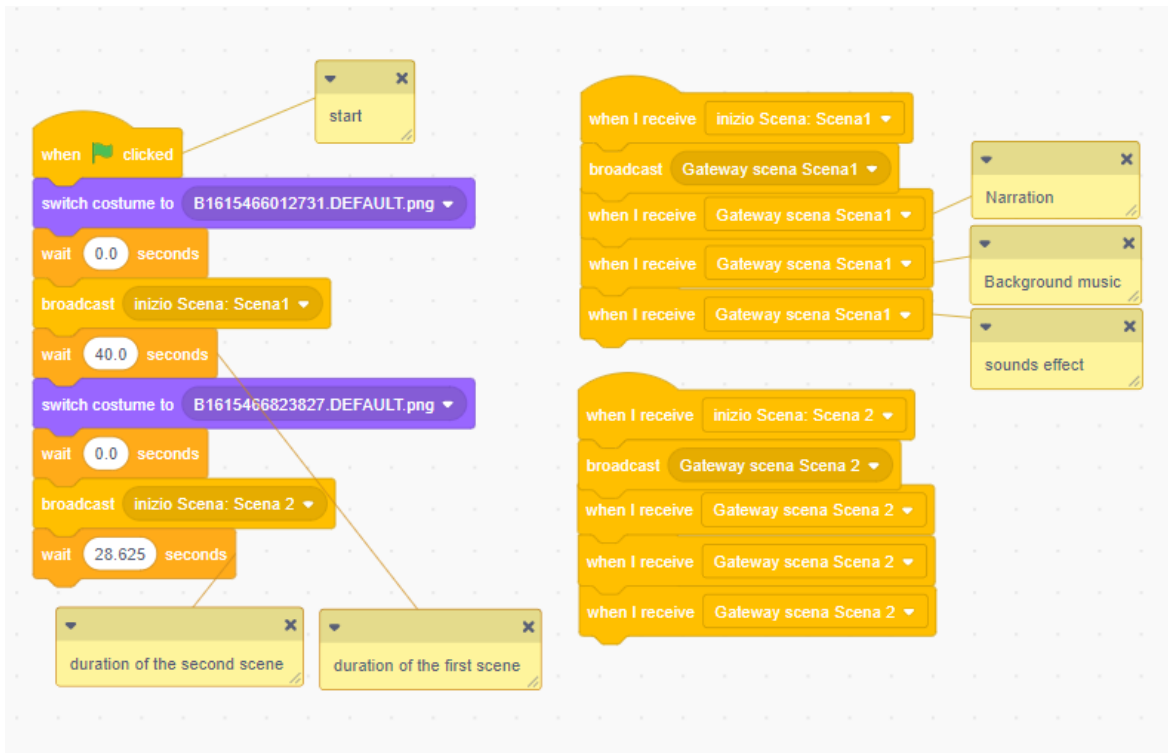 start
when clicked
switch costume to B1615466012731.DEFAULT.png
wait 0.0 seconds
broadcast inizio Scena: Scena1
wait 40.0 seconds
switch costume to B1615466823827.DEFAULT.png
wait 0.0 seconds
broadcast inizio Scena: Scena 2
wait 28.625 seconds
duration of the second scene
duration of the first scene
when I receive inizio Scena: Scena1
broadcast Gateway scena Scena1
when I receive Gateway scena Scena1
Narration
when I receive Gateway scena Scena1
Background music
when I receive Gateway scena Scena1
sounds effect
when I receive inizio Scena: Scena 2
broadcast Gateway scena Scena 2
when I receive Gateway scena Scena 2
when I receive Gateway scena Scena 2
when I receive Gateway scena Scena 2